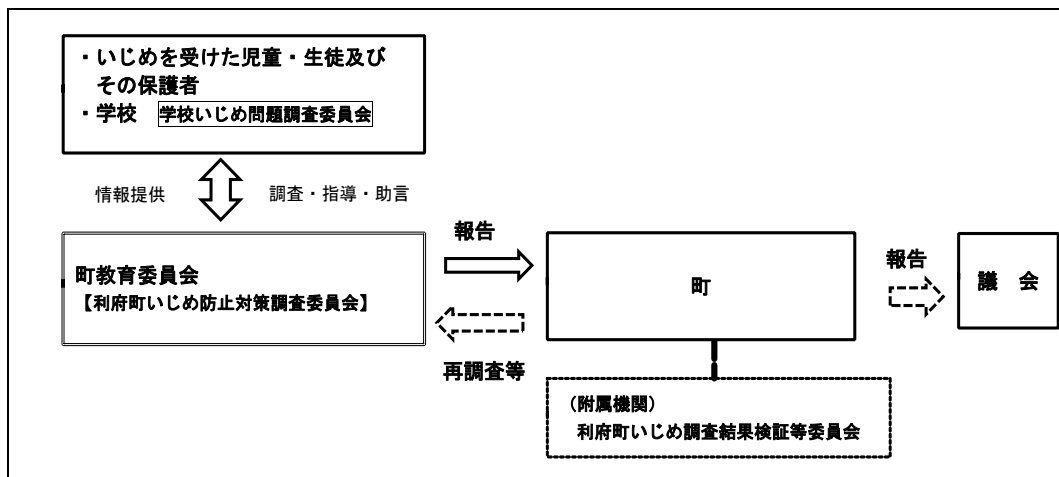 ・いじめを受けた児童・生徒及び
その保護者
・学校 学校いじめ問題調査委員会
情報提供
調査・指導・助言
町教育委員会
【利府町いじめ防止対策調査委員会】
報告
再調査等
町
報告
議 会
(附属機関)
利府町いじめ調査結果検証等委員会